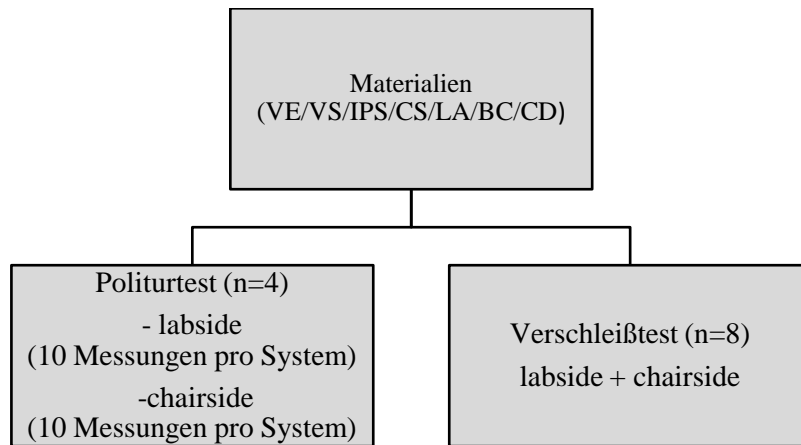 Materialien
(VE/VS/IPS/CS/LA/BC/CD)
Politurtest (n=4)
- labside
(10 Messungen pro System)
-chairside
(10 Messungen pro System)
Verschleißtest (n=8)
labside + chairside